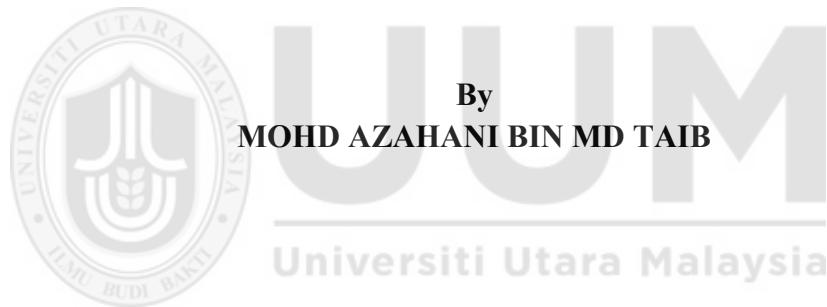 UNIVERSITI UTARA MALAYSIA
ILMU BUDI BAKTI
UUM
By
MOHD AZAHANI BIN MD TAIB
Universiti Utara Malaysia